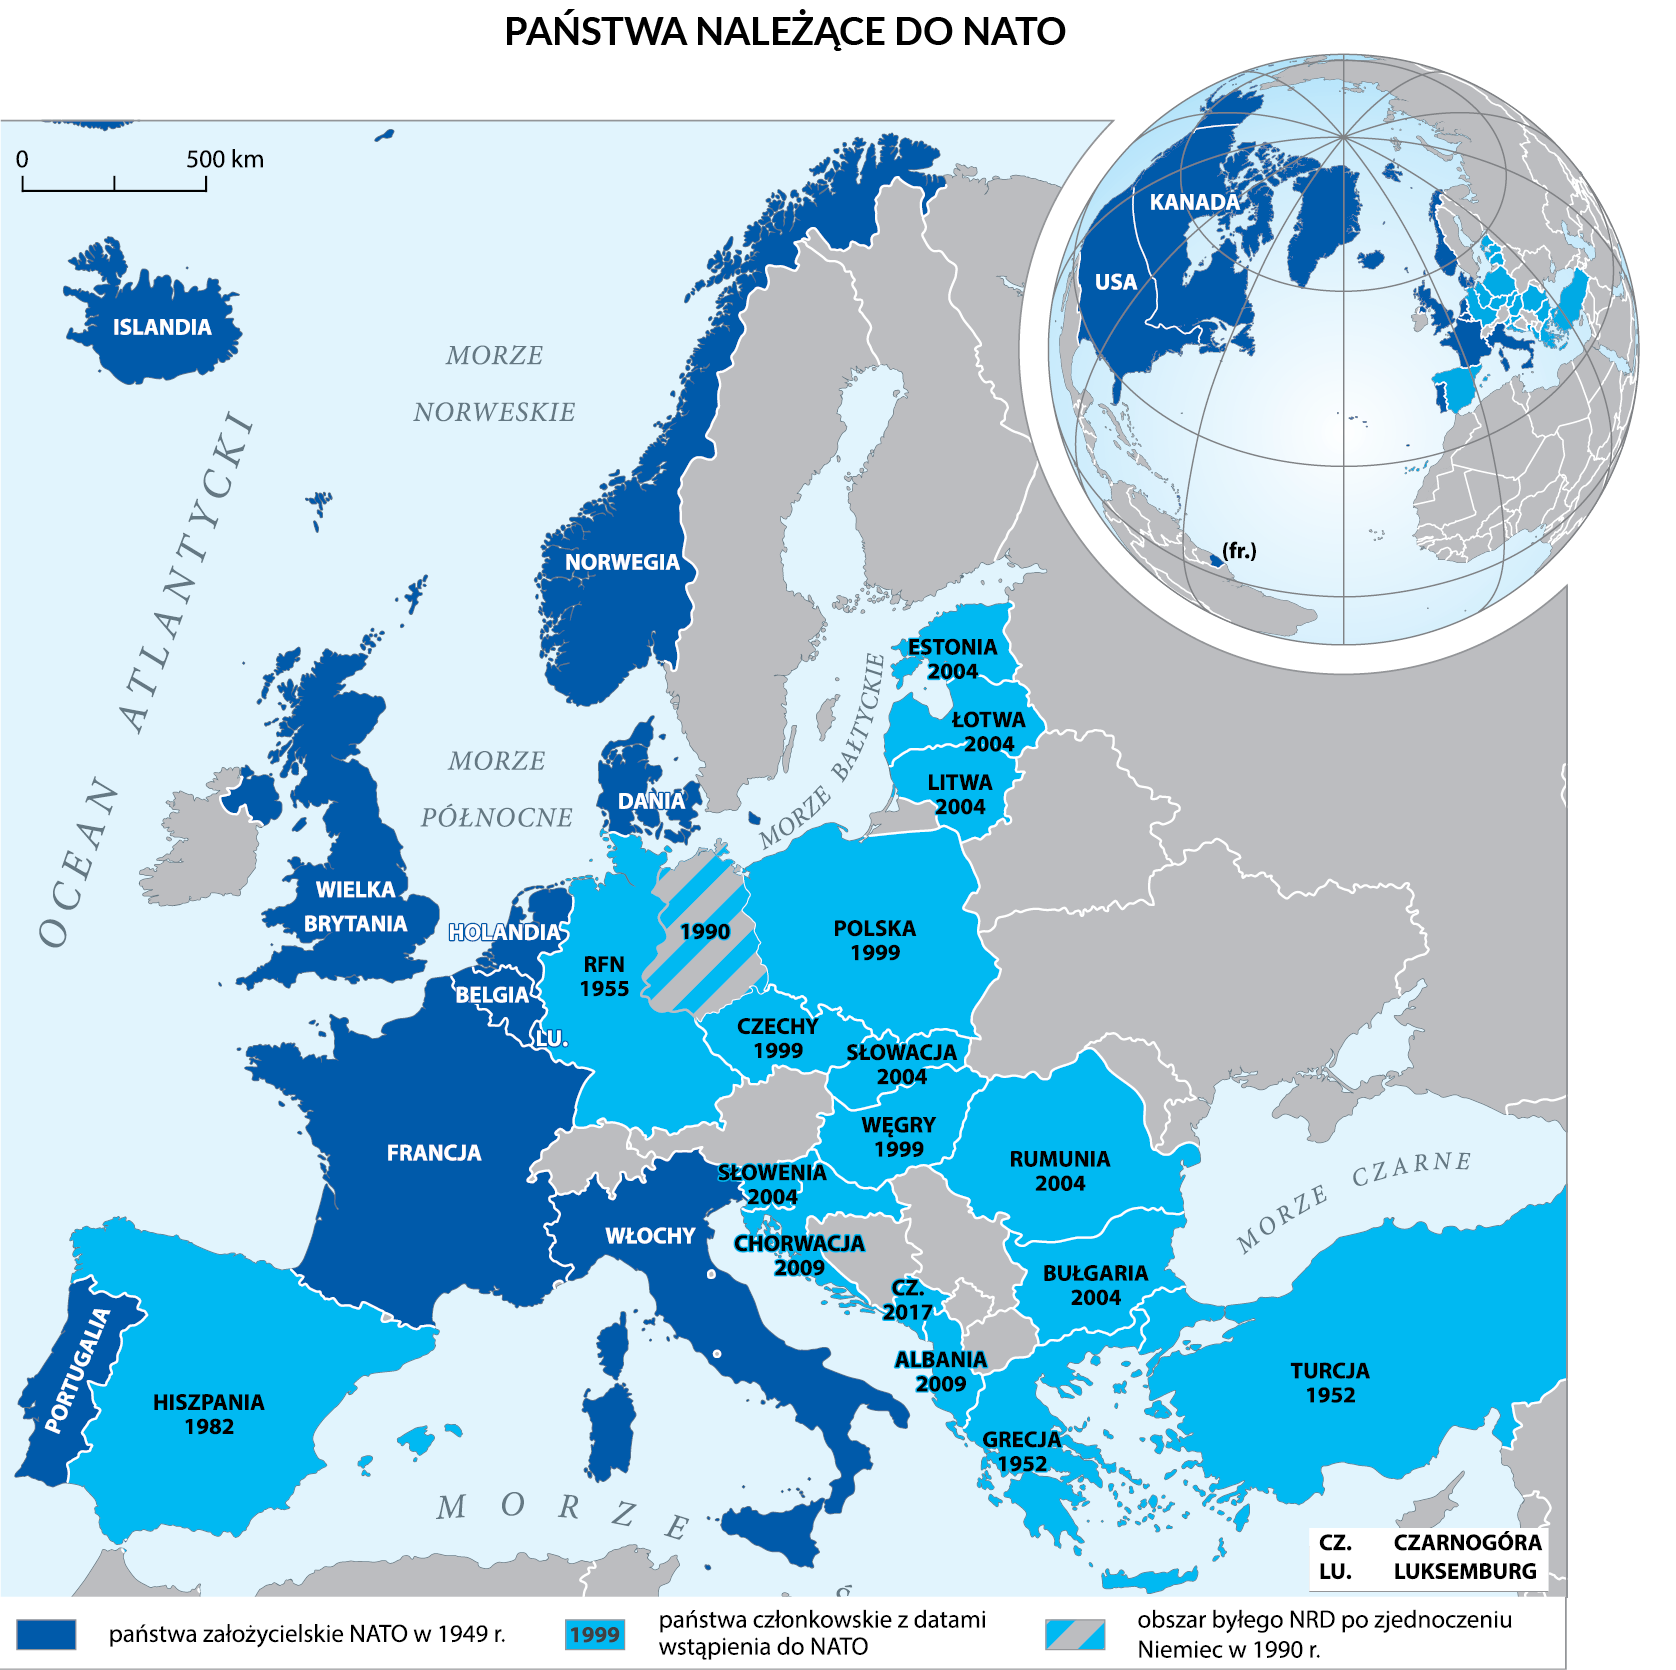 PAŃSTWA NALEŻĄCE DO NATO
0 500 km
KANADA
USA
(fr.)
ISLANDIA
MORZE
NORWESKIE
OCEAN ATLANTYCKI
NORWEGIA
ESTONIA
2004
ŁOTWA
2004
LITWA
2004
MORZE BAŁTYCKIE
MORZE
PÓŁNOCNE
DANIA
WIELKA
BRYTANIA
HOLANDIA
1990
POLSKA
1999
RFN
1955
BELGIA
LU.
CZECHY
1999
SŁOWACJA
2004
WĘGRY
1999
FRANCJA
RUMUNIA
2004
SŁOWENIA
2004
MORZE CZARNE
WŁOCHY
CHORWACJA
2009
CZ.
2017
BUŁGARIA
2004
PORTUGALIA
HISZPANIA
1982
ALBANIA
2009
TURCJA
1952
GRECJA
1952
MORZE
Ś
CZ. CZARNOGÓRA
LU. LUKSEMBURG
państwa założycielskie NATO w 1949 r.
1999
państwa członkowskie z datami
wstąpienia do NATO
obszar byłego NRD po zjednoczeniu
Niemiec w 1990 r.